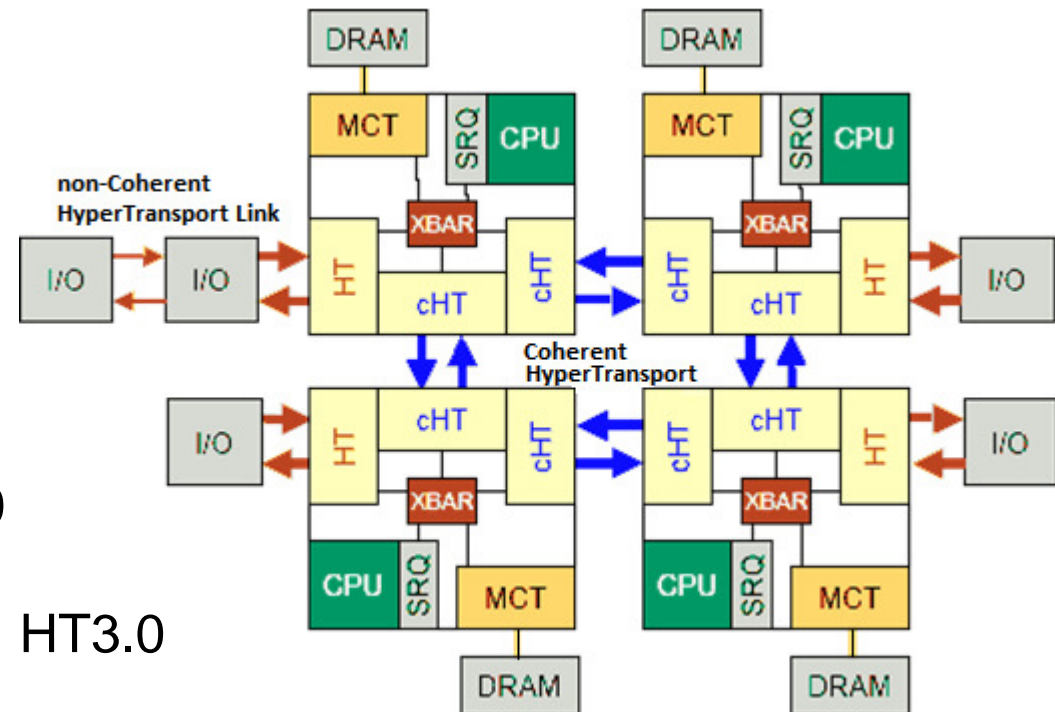 DRAM
DRAM
MCT
SRQ
CPU
MCT
SRQ
CPU
non-Coherent
HyperTransport Link
XBAR
XBAR
I/O
I/O
HT
cHT
cHT
cHT
cHT
HT
I/O
Coherent
HyperTransport
I/O
HT
cHT
cHT
cHT
cHT
HT
I/O
XBAR
XBAR
)
CPU
SRQ
MCT
CPU
SRQ
MCT
HT3.0
DRAM
DRAM